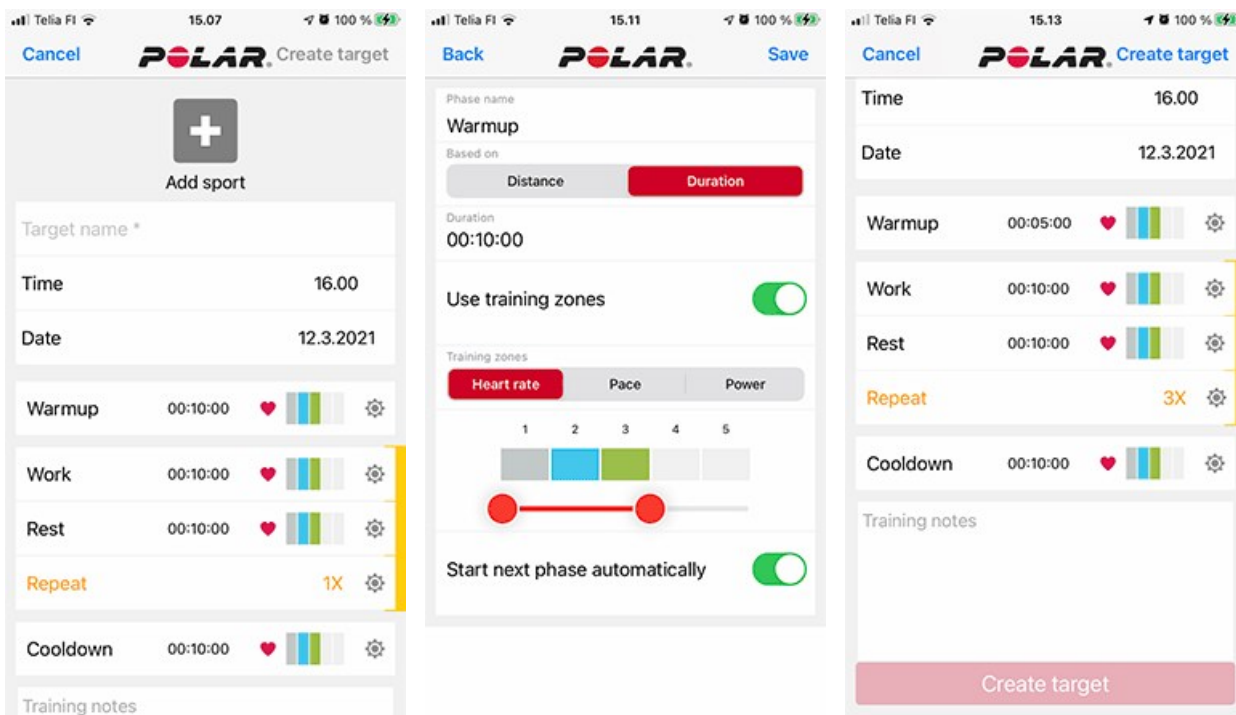 Telia FI 15.07 100 %
Cancel POLAR. Create target
Add sport
Target name *
Time 16.00
Date 12.3.2021
Warmup 00:10:00
Work 00:10:00
Rest 00:10:00
Repeat 1X
Cooldown 00:10:00
Training notes
Telia FI 15.11 100 %
Back POLAR. Save
Phase name
Warmup
Based on
Distance Duration
Duration
00:10:00
Use training zones
Training zones
Heart rate Pace Power
1 2 3 4 5
Start next phase automatically
Telia FI 15.13 100 %
Cancel POLAR. Create target
Time 16.00
Date 12.3.2021
Warmup 00:05:00
Work 00:10:00
Rest 00:10:00
Repeat 3X
Cooldown 00:10:00
Training notes
Create target